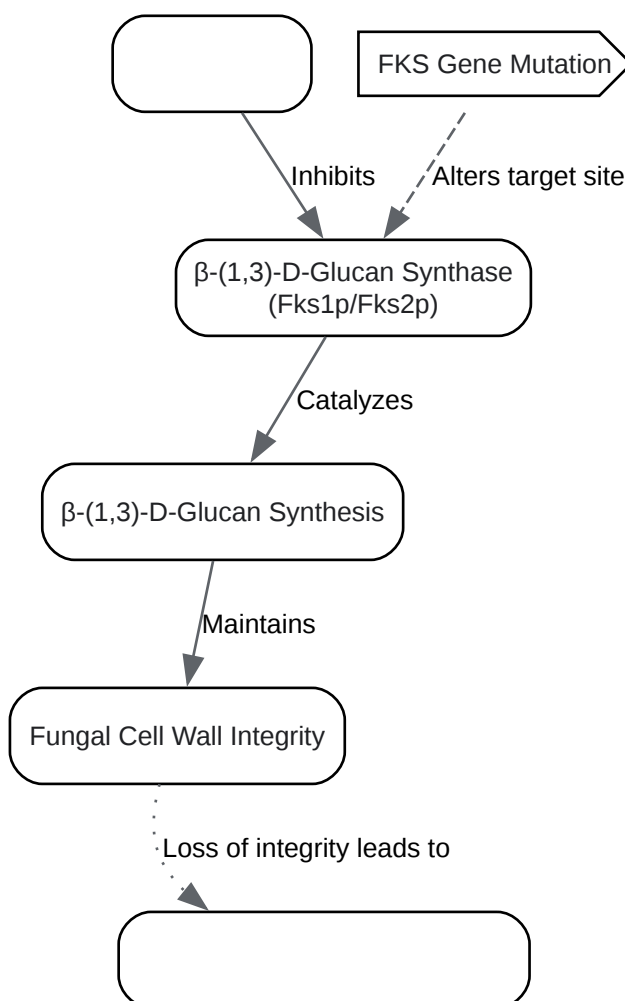 FKS Gene Mutation
Inhibits
Alters target site
β-(1,3)-D-Glucan Synthase
(Fks1p/Fks2p)
Catalyzes
β-(1,3)-D-Glucan Synthesis
Maintains
Fungal Cell Wall Integrity
Loss of integrity leads to